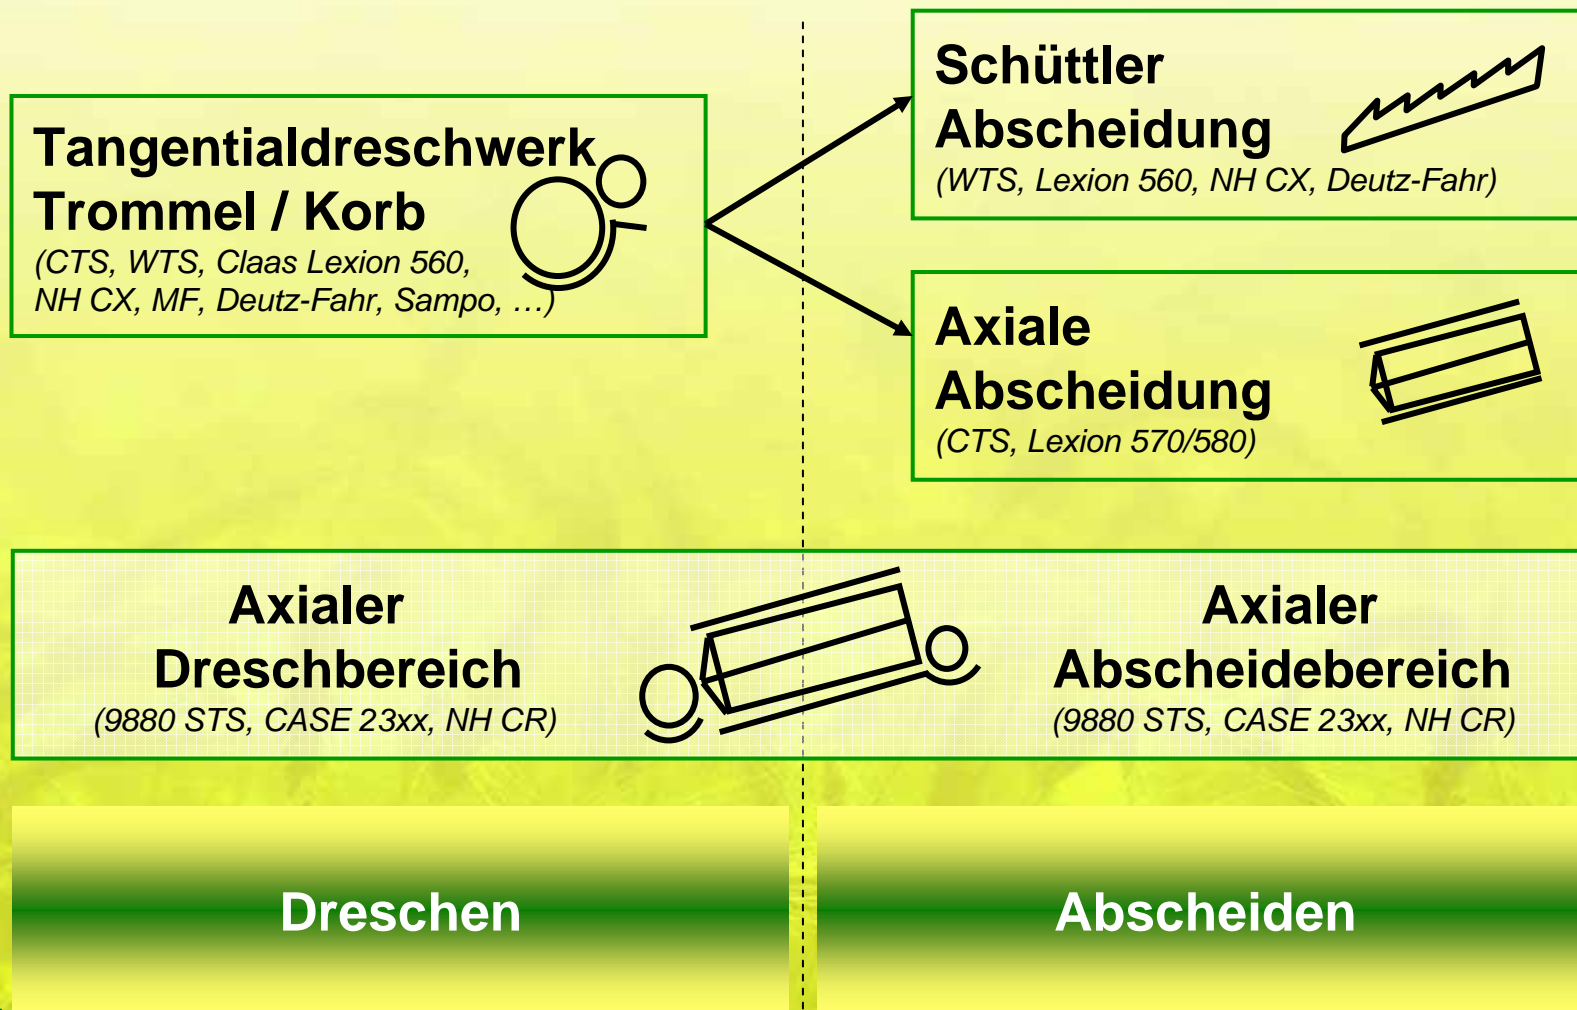 Tangentialdreschwerk
Trommel / Korb
(CTS, WTS, Claas Lexion 560,
NH CX, MF, Deutz-Fahr, Sampo, …)
Schüttler
Abscheidung
(WTS, Lexion 560, NH CX, Deutz-Fahr)
Axiale
Abscheidung
(CTS, Lexion 570/580)
Axialer
Dreschbereich
(9880 STS, CASE 23xx, NH CR)
Axialer
Abscheidebereich
(9880 STS, CASE 23xx, NH CR)
Dreschen
Abscheiden